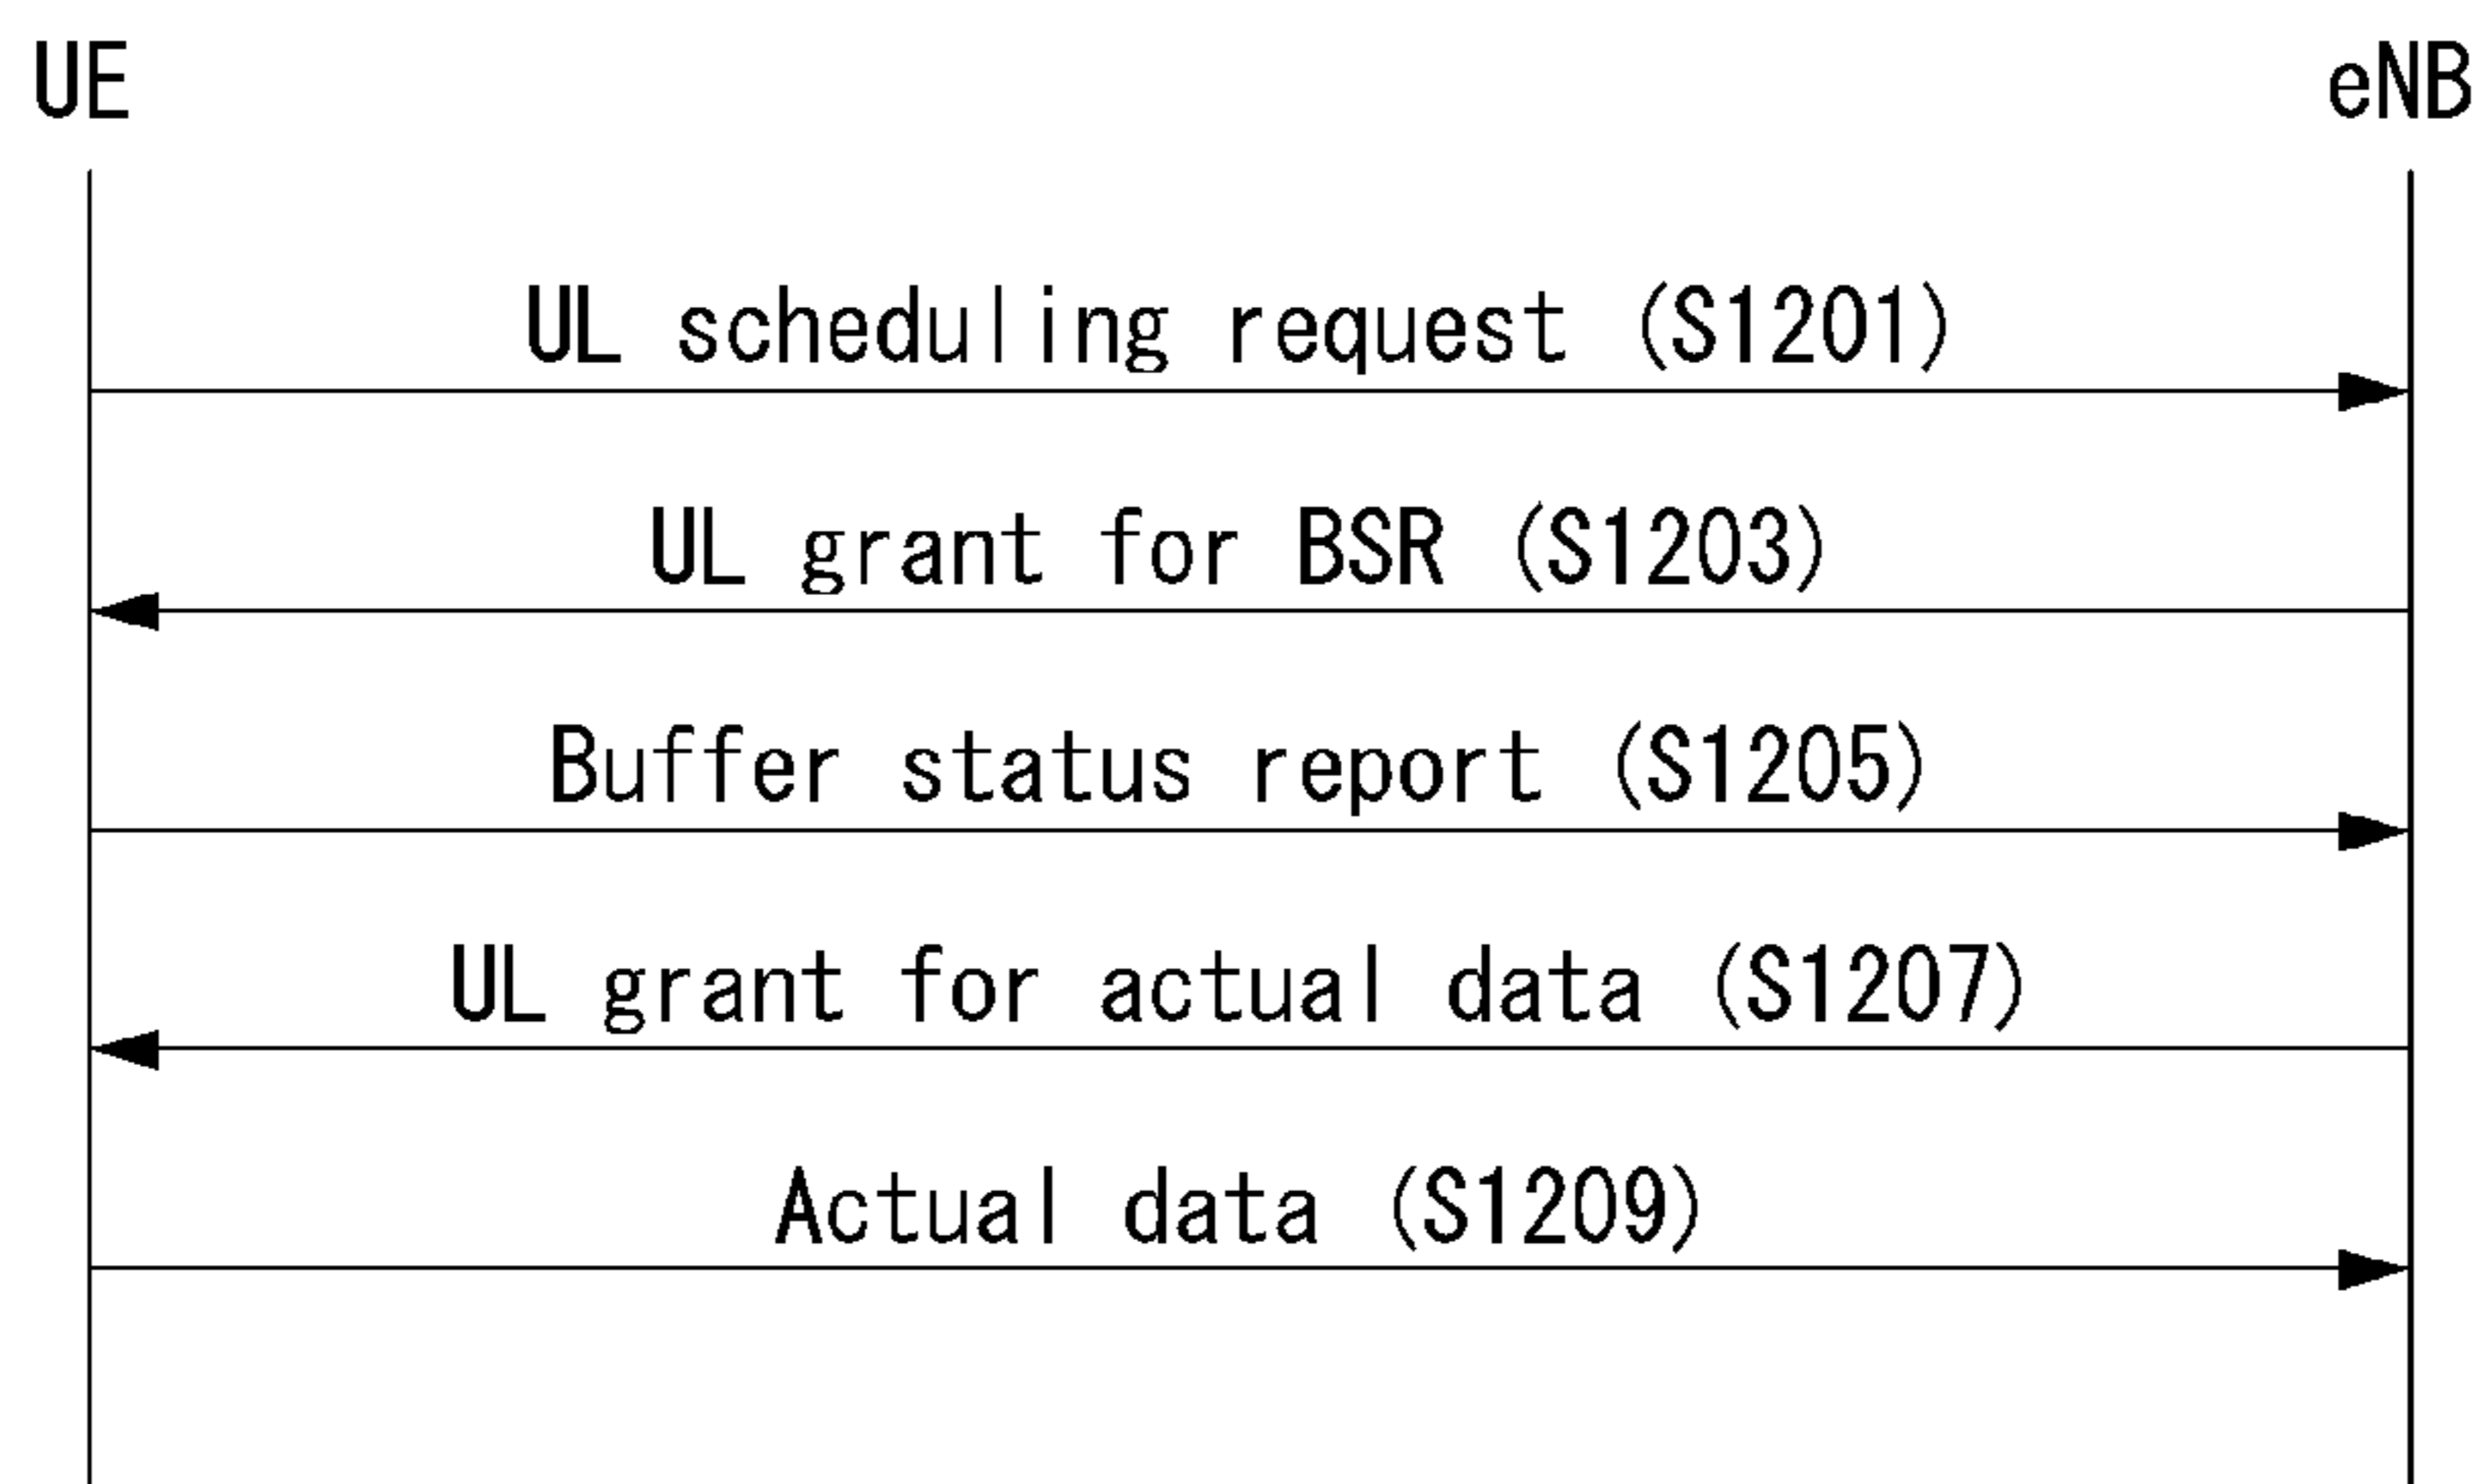 UE eNB
UL scheduling request (S1201)
UL grant for BSR (S1203)
Buffer status report (S1205)
UL grant for actual data (S1207)
Actual data (S1209)